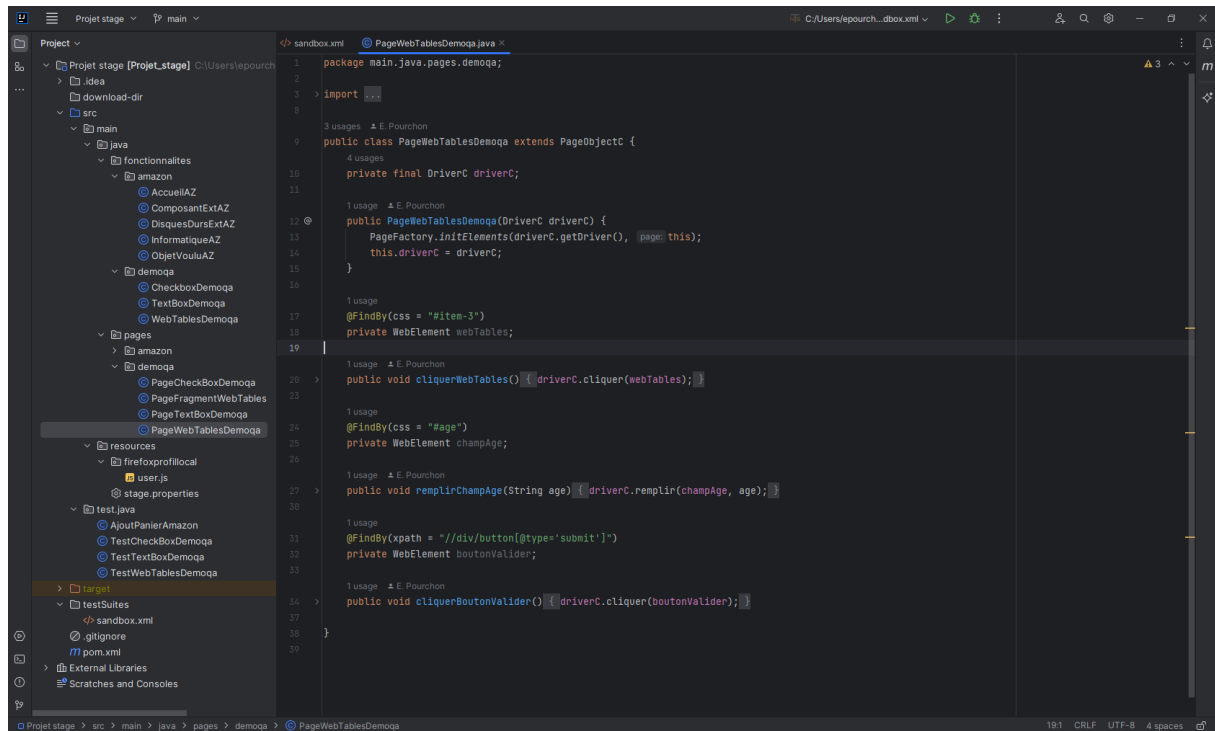 Projet stage
main
C:/Users/epourch...dbox.xml
Project
sandbox.xml
PageWebTablesDemoqa.java
Projet stage [Projet_stage] C:\Users\epourch
.idea
download-dir
src
main
java
fonctionnalites
amazon
AccueilAZ
ComposantExtAZ
DisquesDursExtAZ
InformatiqueAZ
ObjetVouluAZ
demoqa
CheckboxDemoqa
TextBoxDemoqa
WebTablesDemoqa
pages
amazon
demoqa
PageCheckBoxDemoqa
PageFragmentWebTables
PageTextBoxDemoqa
PageWebTablesDemoqa
resources
firefoxprofillocal
user.js
stage.properties
test.java
AjoutPanierAmazon
TestCheckBoxDemoqa
TestTextBoxDemoqa
TestWebTablesDemoqa
target
testSuites
sandbox.xml
.gitignore
pom.xml
External Libraries
Scratches and Consoles
1 package main.java.pages.demoqa;
2
3 import ...
8
3 usages E. Pourchon
9 public class PageWebTablesDemoqa extends PageObjectC {
4 usages
10 private final DriverC driverC;
11
1 usage E. Pourchon
12 @ public PageWebTablesDemoqa(DriverC driverC) {
13 PageFactory.initElements(driverC.getDriver(), page: this);
14 this.driverC = driverC;
15 }
16
1 usage
17 @FindBy(css = "#item-3")
18 private WebElement webTables;
19
1 usage E. Pourchon
20 public void cliquerWebTables() { driverC.cliquer(webTables); }
23
1 usage
24 @FindBy(css = "#age")
25 private WebElement champAge;
26
1 usage E. Pourchon
27 public void remplirChampAge(String age) { driverC.remplir(champAge, age); }
30
1 usage
31 @FindBy(xpath = "//div/button[@type='submit']")
32 private WebElement boutonValider;
33
1 usage E. Pourchon
34 public void cliquerBoutonValider() { driverC.cliquer(boutonValider); }
37
38 }
39
3
m
Projet stage > src > main > java > pages > demoqa > PageWebTablesDemoqa
19:1 CRLF UTF-8 4 spaces